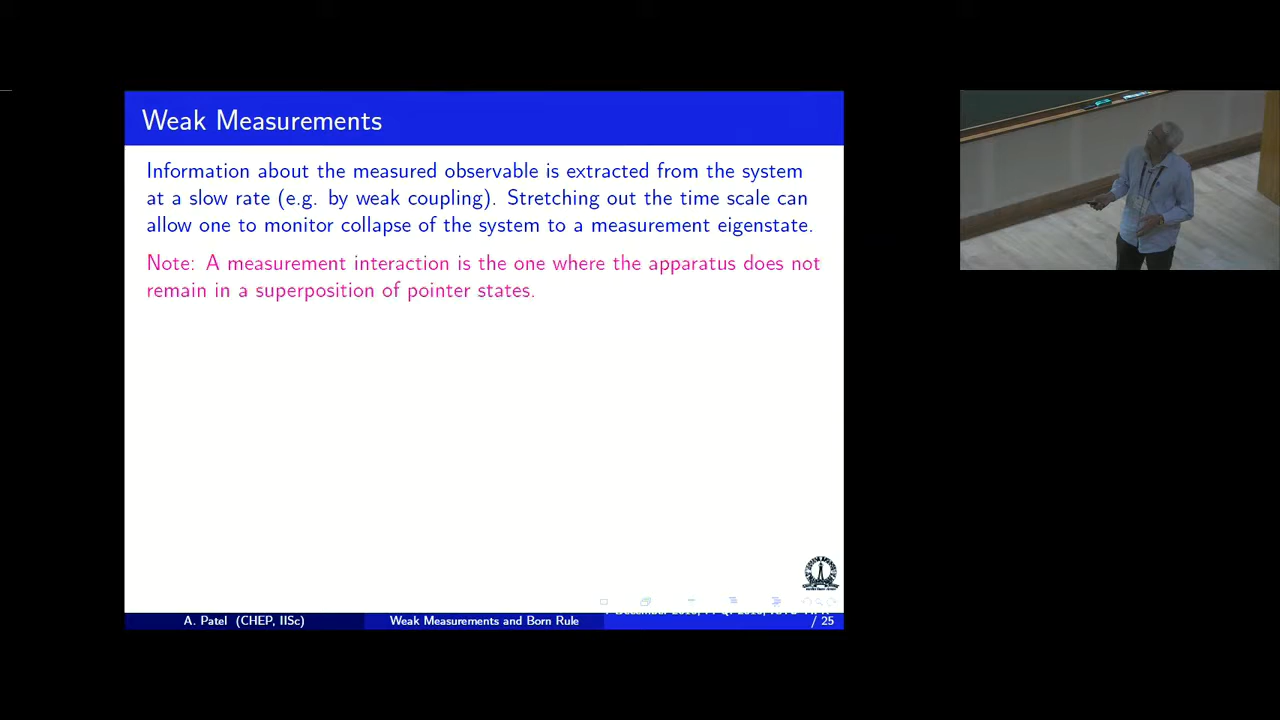 Weak Measurements
Information about the measured observable is extracted from the system
at a slow rate (e.g. by weak coupling). Stretching out the time scale can
allow one to monitor collapse of the system to a measurement eigenstate.
Note: A measurement interaction is the one where the apparatus does not
remain in a superposition of pointer states.
A. Patel (CHEP, IISc)
Weak Measurements and Born Rule
/ 25